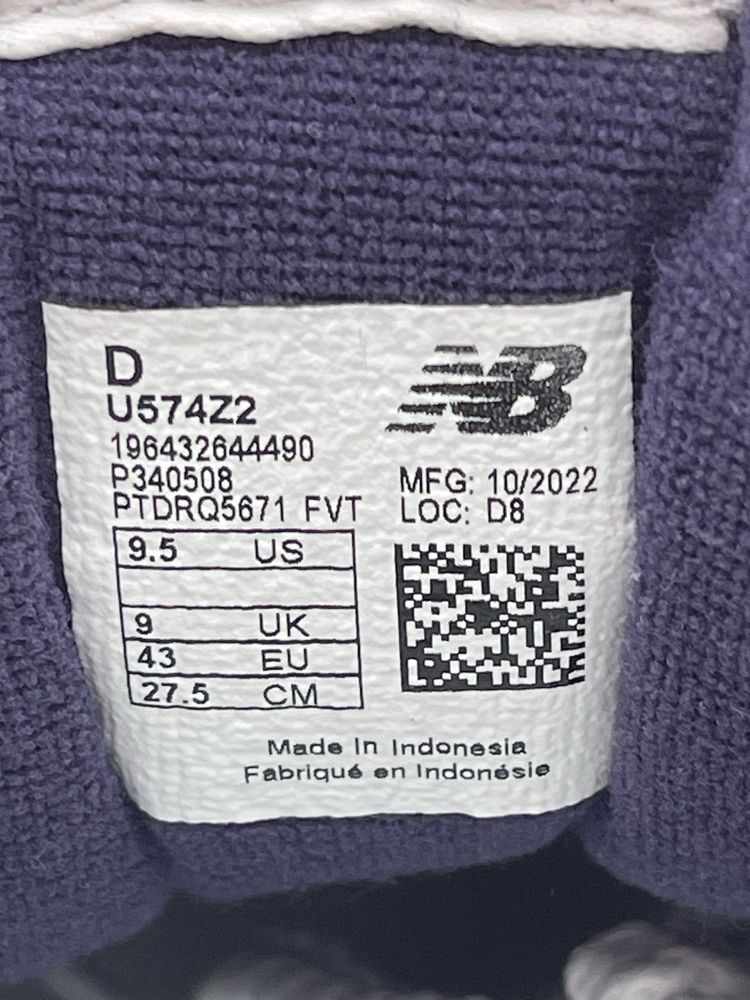 D
U574Z2
196432644490
P340508
PTDRQ5671 FVT
NB
MFG: 10/2022
LOC: D8
9.5 US
9 UK
43 EU
27.5 CM
Made In Indonesia
Fabriqué en Indonésie